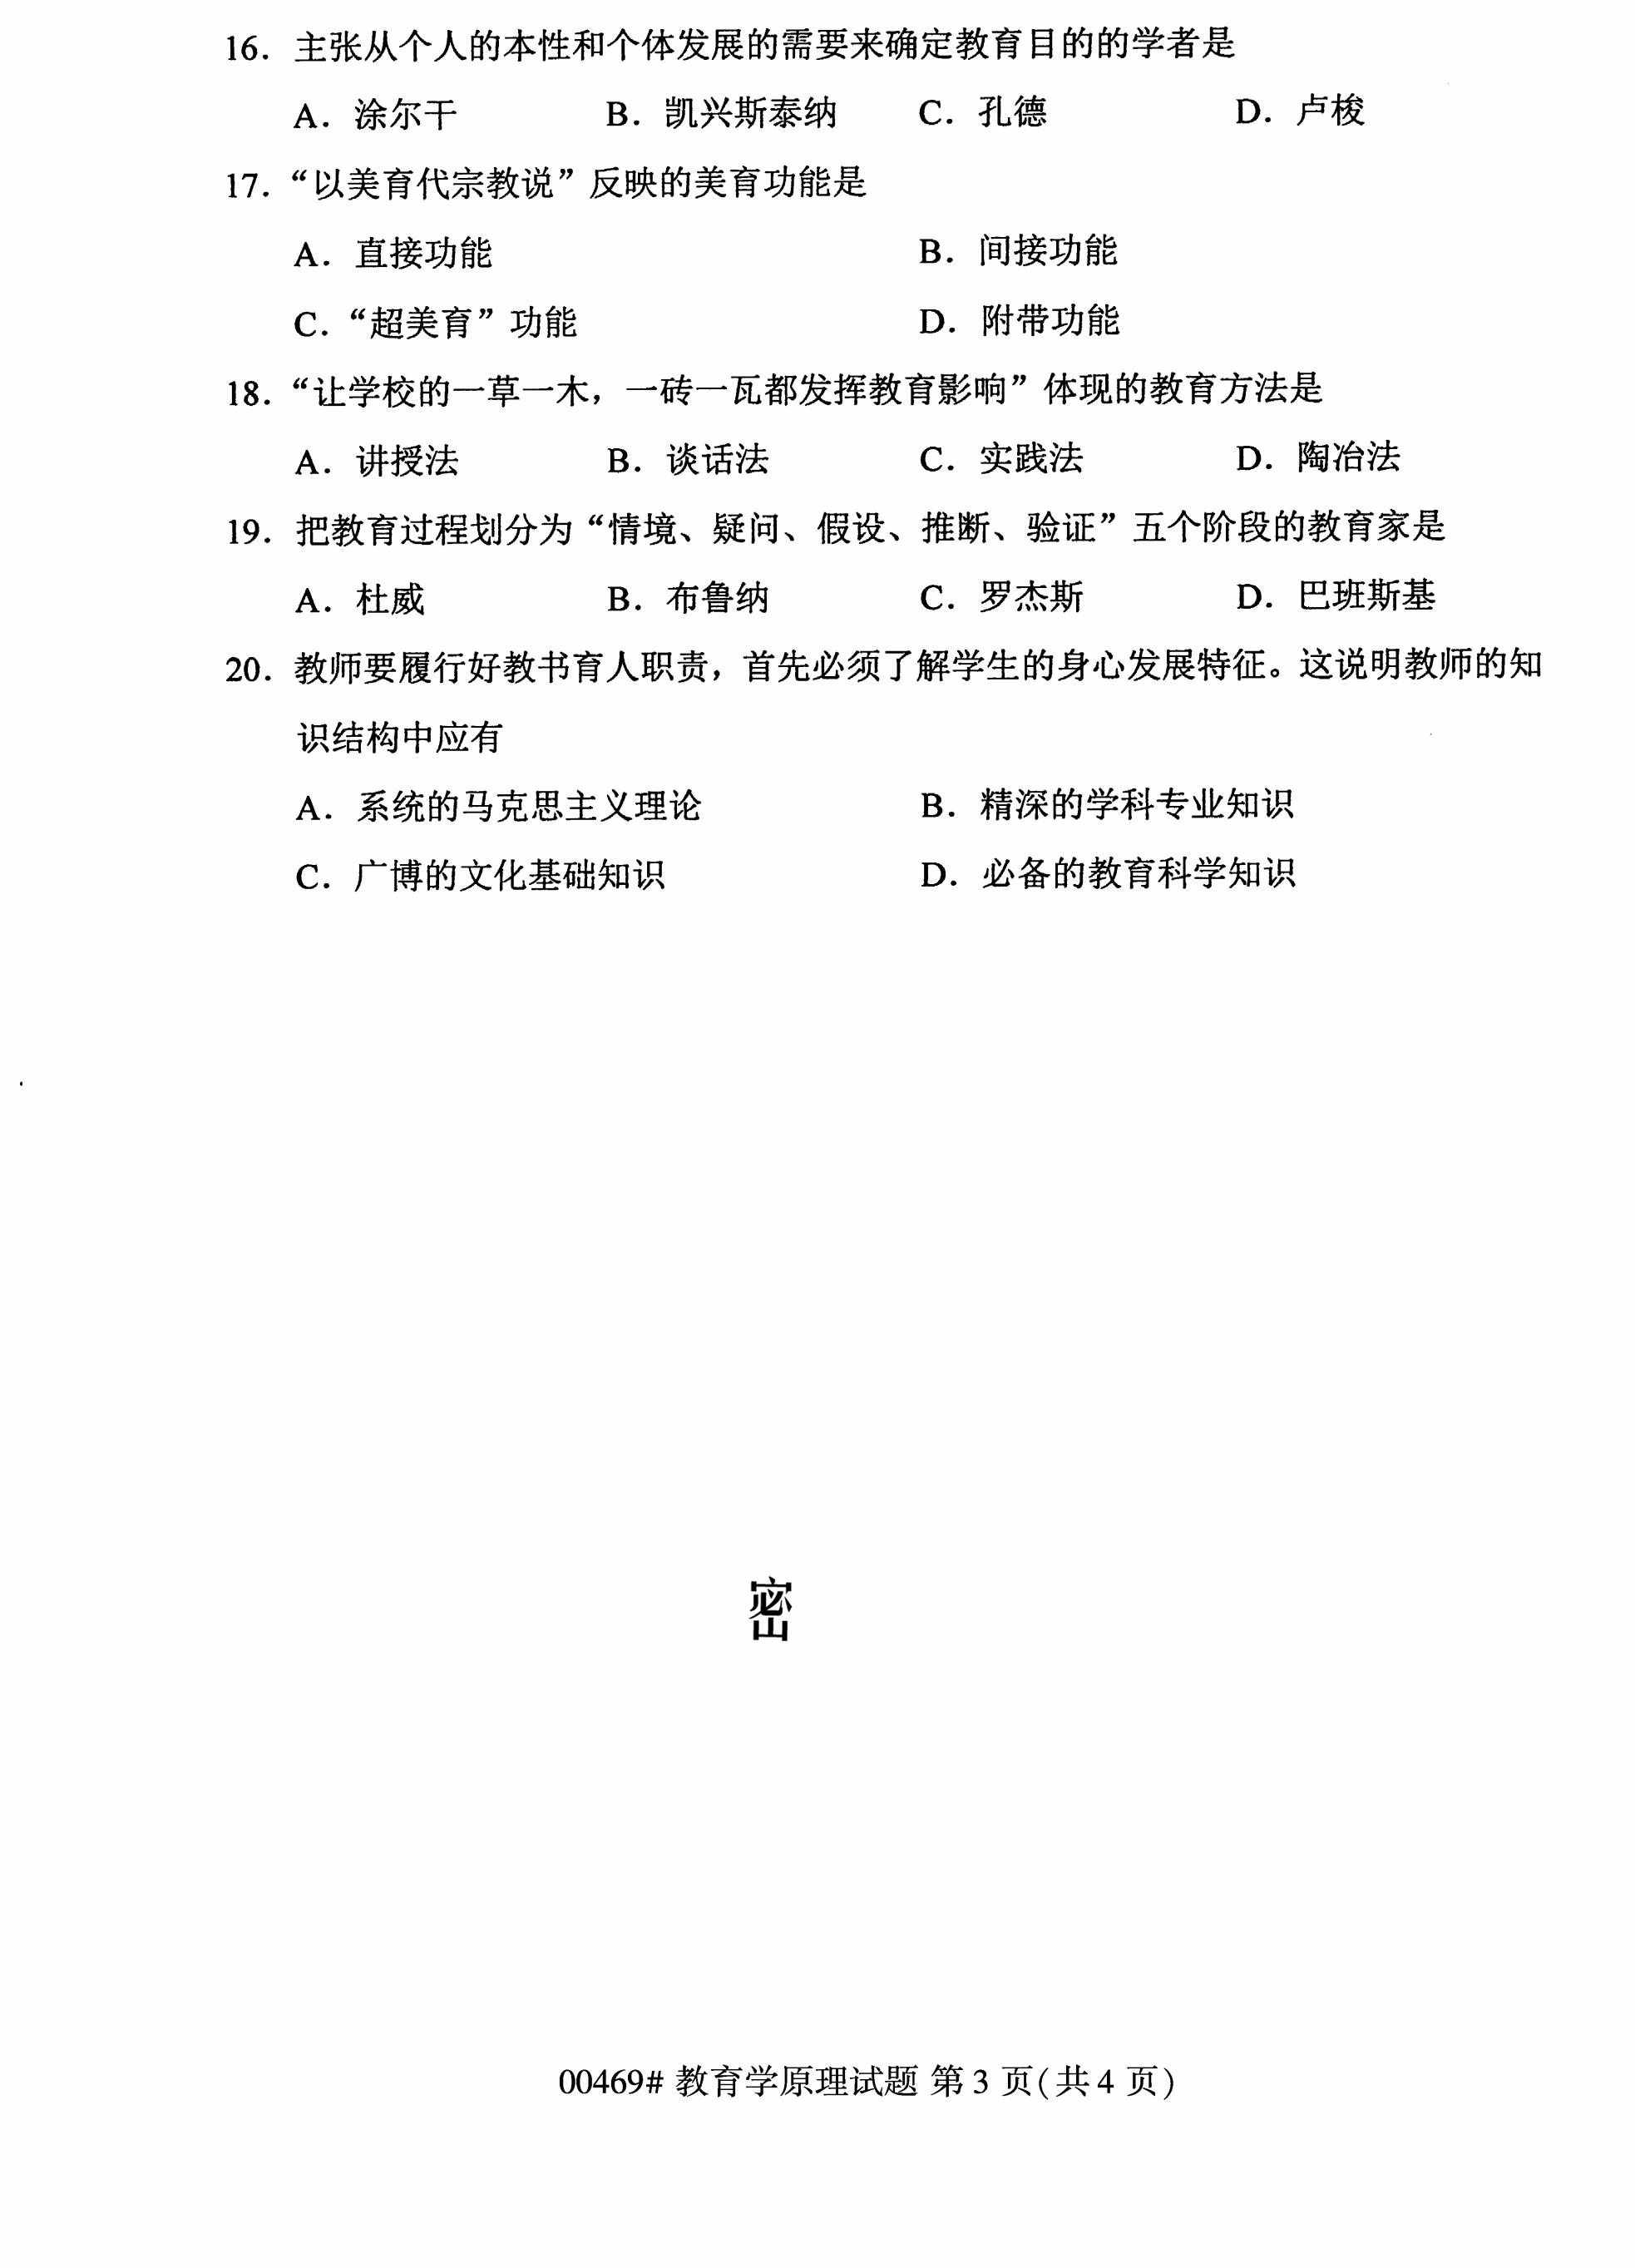 16. 主张从个人的本性和个体发展的需要来确定教育目的的学者是
A. 涂尔干 B. 凯兴斯泰纳 C. 孔德 D. 卢梭
17. “以美育代宗教说”反映的美育功能是
A. 直接功能 B. 间接功能
C. “超美育”功能 D. 附带功能
18. “让学校的一草一木，一砖一瓦都发挥教育影响”体现的教育方法是
A. 讲授法 B. 谈话法 C. 实践法 D. 陶冶法
19. 把教育过程划分为“情境、疑问、假设、推断、验证”五个阶段的教育家是
A. 杜威 B. 布鲁纳 C. 罗杰斯 D. 巴班斯基
20. 教师要履行好教书育人职责，首先必须了解学生的身心发展特征。这说明教师的知
识结构中应有
A. 系统的马克思主义理论 B. 精深的学科专业知识
C. 广博的文化基础知识 D. 必备的教育科学知识
密
00469# 教育学原理试题 第 3 页(共 4 页)